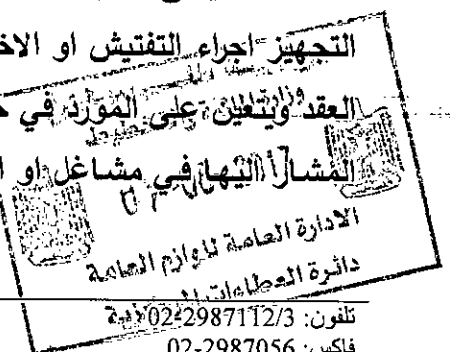 التجهيز اجراء التفتيش او الاخ
العقد ويتعين على المورد في
المشار اليها في مشاغل او ا
الادارة العامة للوازم العامة
دائرة العطاءات المركزية
تلفون: 02-2987112/3
فاكس: 02-2987056